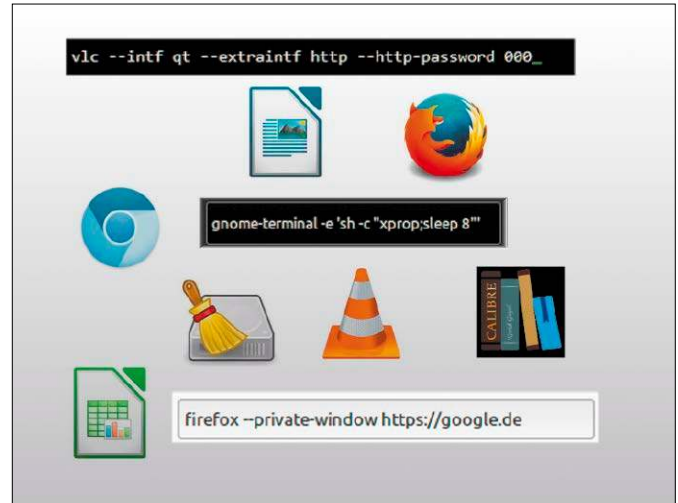 vlc --intf qt --extraintf http --http-password 000_
gnome-terminal -e 'sh -c "xprop;sleep 8"'
CALIBRE
firefox --private-window https://google.de